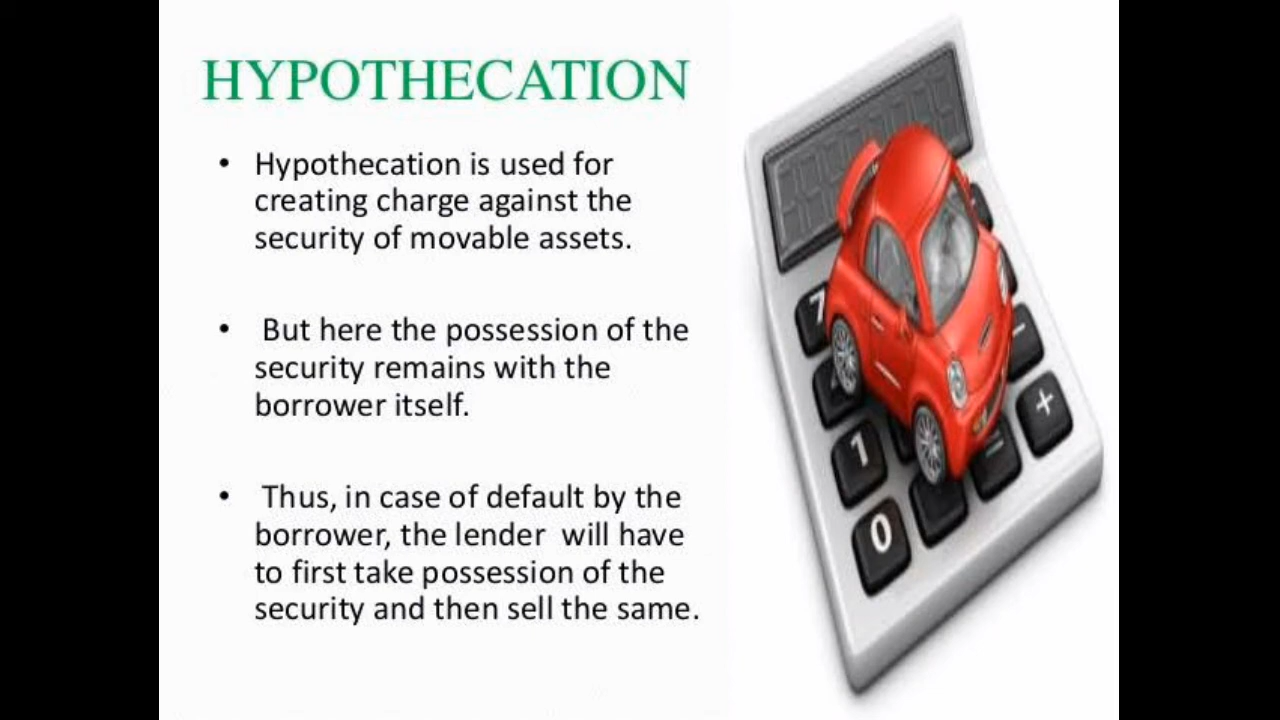 HYPOTHECATION
• Hypothecation is used for
creating charge against the
security of movable assets.
• But here the possession of the
security remains with the
borrower itself.
• Thus, in case of default by the
borrower, the lender will have
to first take possession of the
security and then sell the same.
7
1
0
+